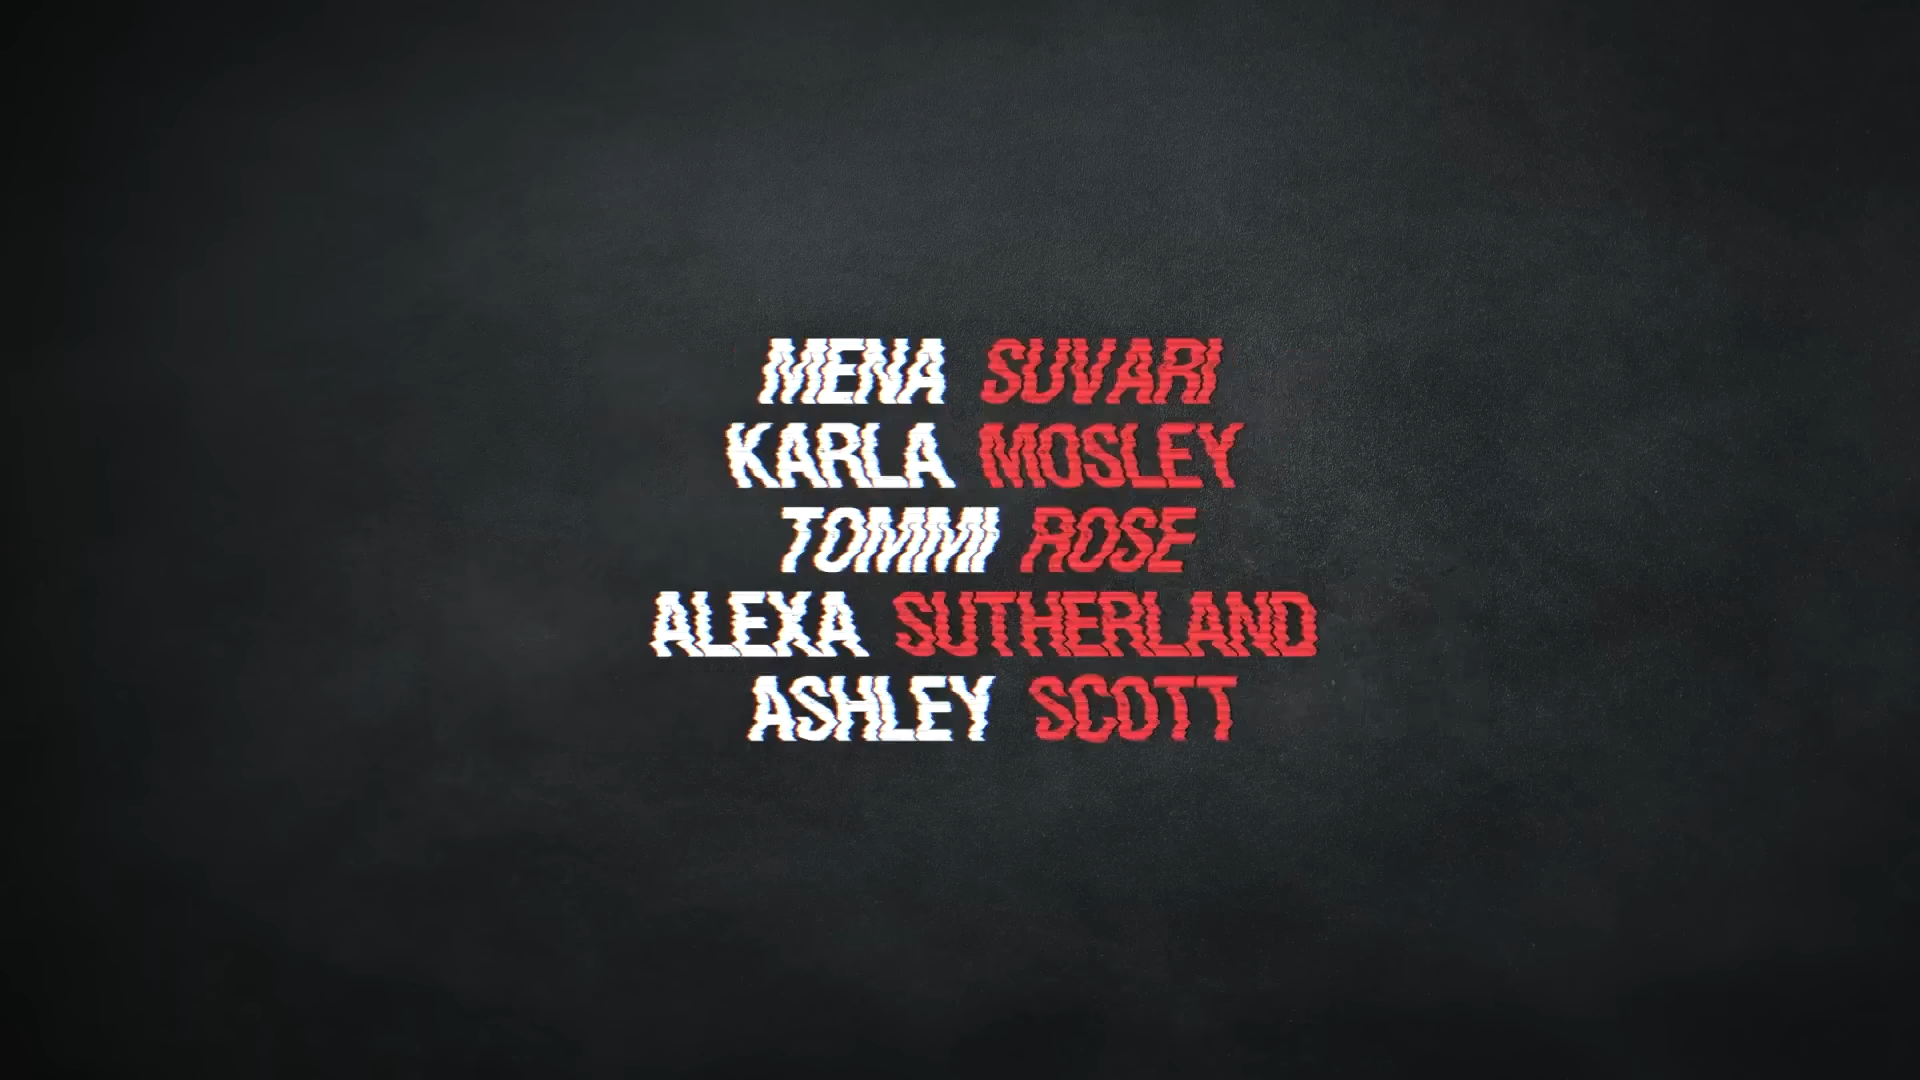 MENA SUVARI
KARLA MOSLEY
TOMMI ROSE
ALEXA SUTHERLAND
ASHLEY SCOTT